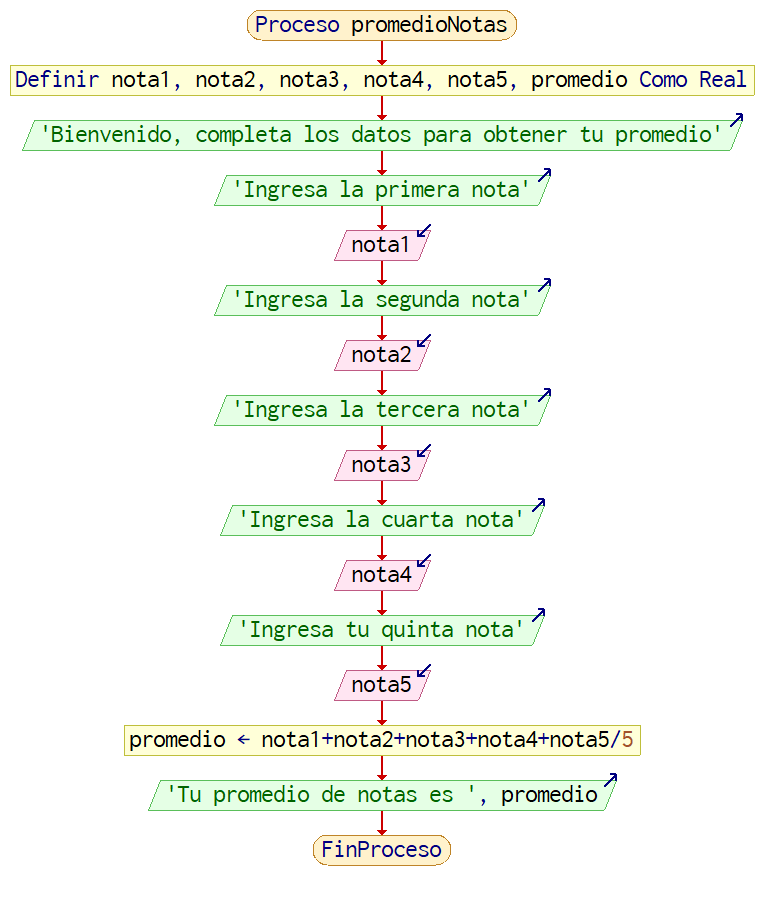 Proceso promedioNotas
Definir nota1, nota2, nota3, nota4, nota5, promedio Como Real
'Bienvenido, completa los datos para obtener tu promedio'
'Ingresa la primera nota'
nota1
'Ingresa la segunda nota'
nota2
'Ingresa la tercera nota'
nota3
'Ingresa la cuarta nota'
nota4
'Ingresa tu quinta nota'
nota5
promedio ← nota1+nota2+nota3+nota4+nota5/5
'Tu promedio de notas es ', promedio
FinProceso